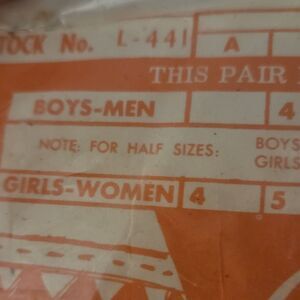 STOCK No. L-441 A
THIS PAIR
BOYS-MEN 4
NOTE: FOR HALF SIZES: BOYS
GIRLS
GIRLS-WOMEN 4 5